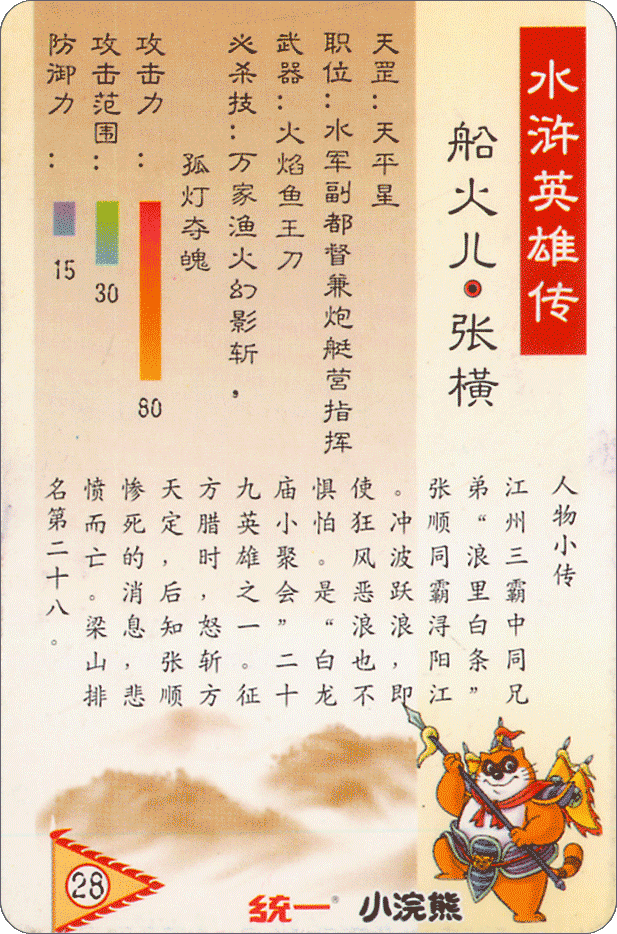 水浒英雄传
船火儿·张横
天罡：天平星
职位：水军副都督兼炮艇营指挥
武器：火焰鱼王刀
必杀技：万家渔火幻影斩，
孤灯夺魄
攻击力：
80
攻击范围：
30
防御力：
15
人物小传
江州三霸中同兄
弟“浪里白条”
张顺同霸浔阳江
。冲波跃浪，即
使狂风恶浪也不
惧怕。是“白龙
庙小聚会”二十
九英雄之一。征
方腊时，怒斩方
天定，后知张顺
惨死的消息，悲
愤而亡。梁山排
名第二十八。
28
统一®
小浣熊